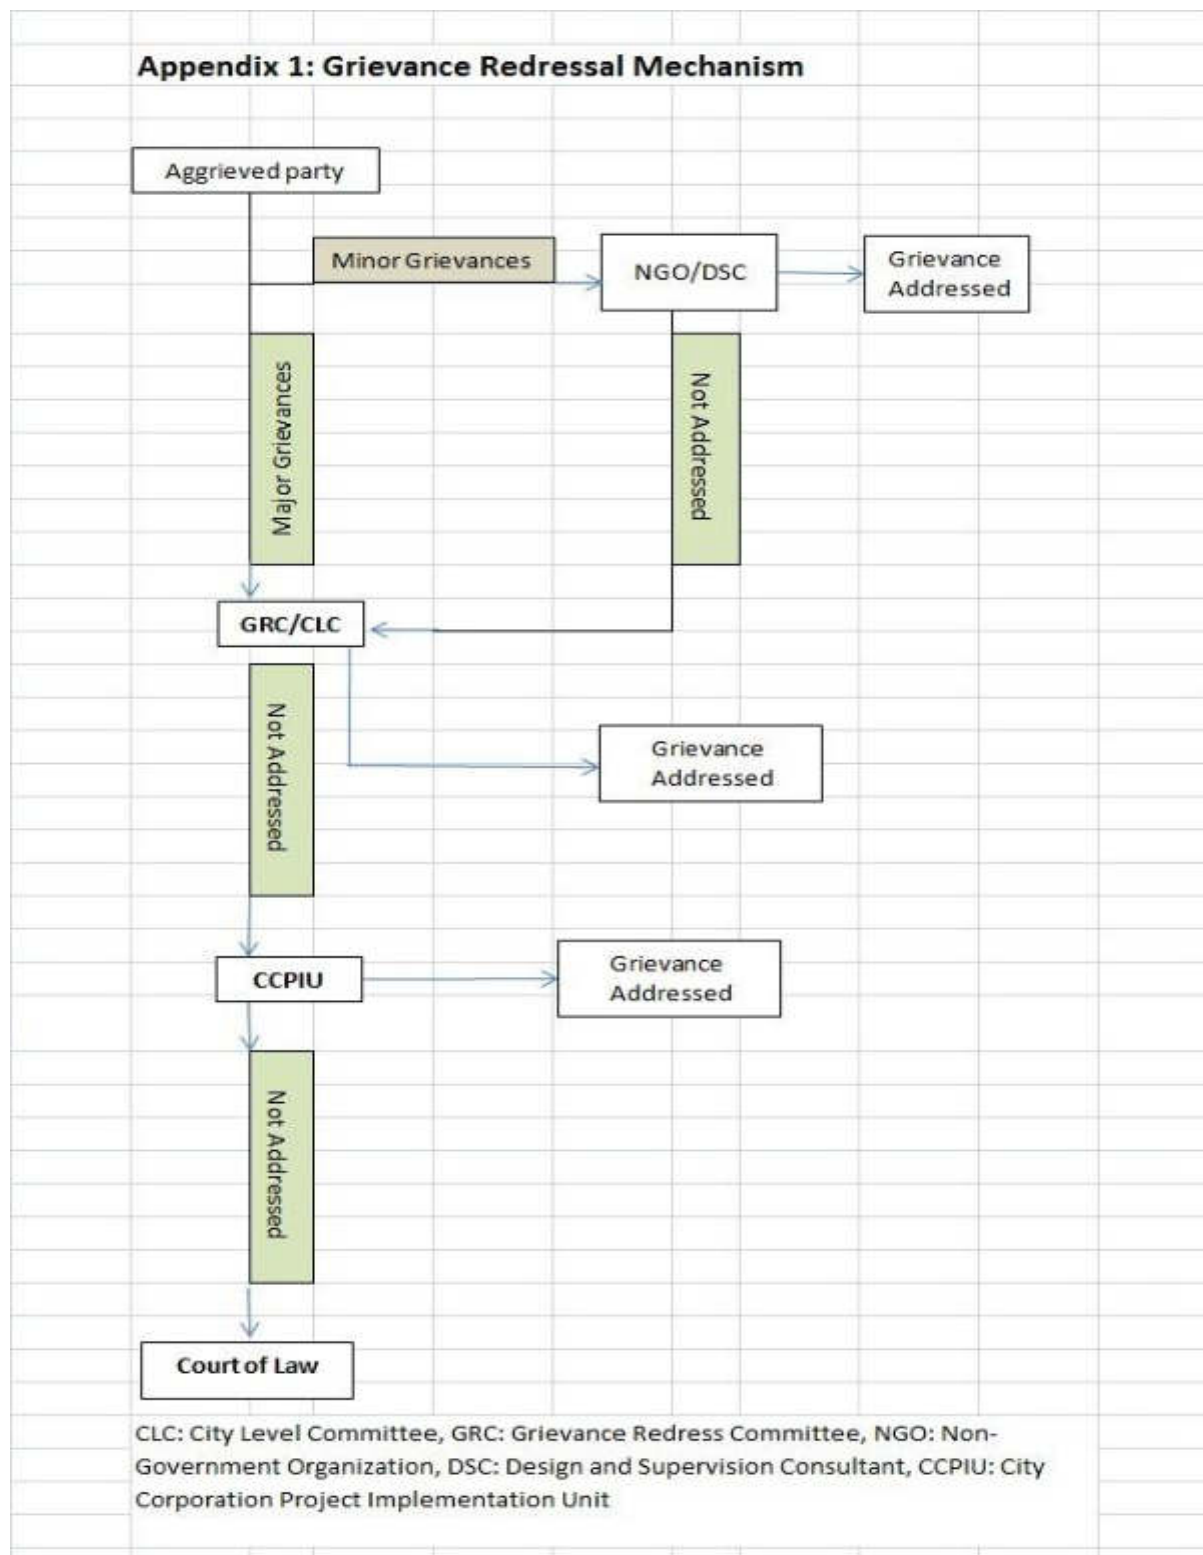 Appendix 1: Grievance Redressal Mechanism
Aggrieved party
Minor Grievances
NGO/DSC
Grievance
Addressed
Major Grievances
Not Addressed
GRC/CLC
Not Addressed
Grievance
Addressed
CCPIU
Grievance
Addressed
Not Addressed
Court of Law
CLC: City Level Committee, GRC: Grievance Redress Committee, NGO: Non-
Government Organization, DSC: Design and Supervision Consultant, CCPIU: City
Corporation Project Implementation Unit